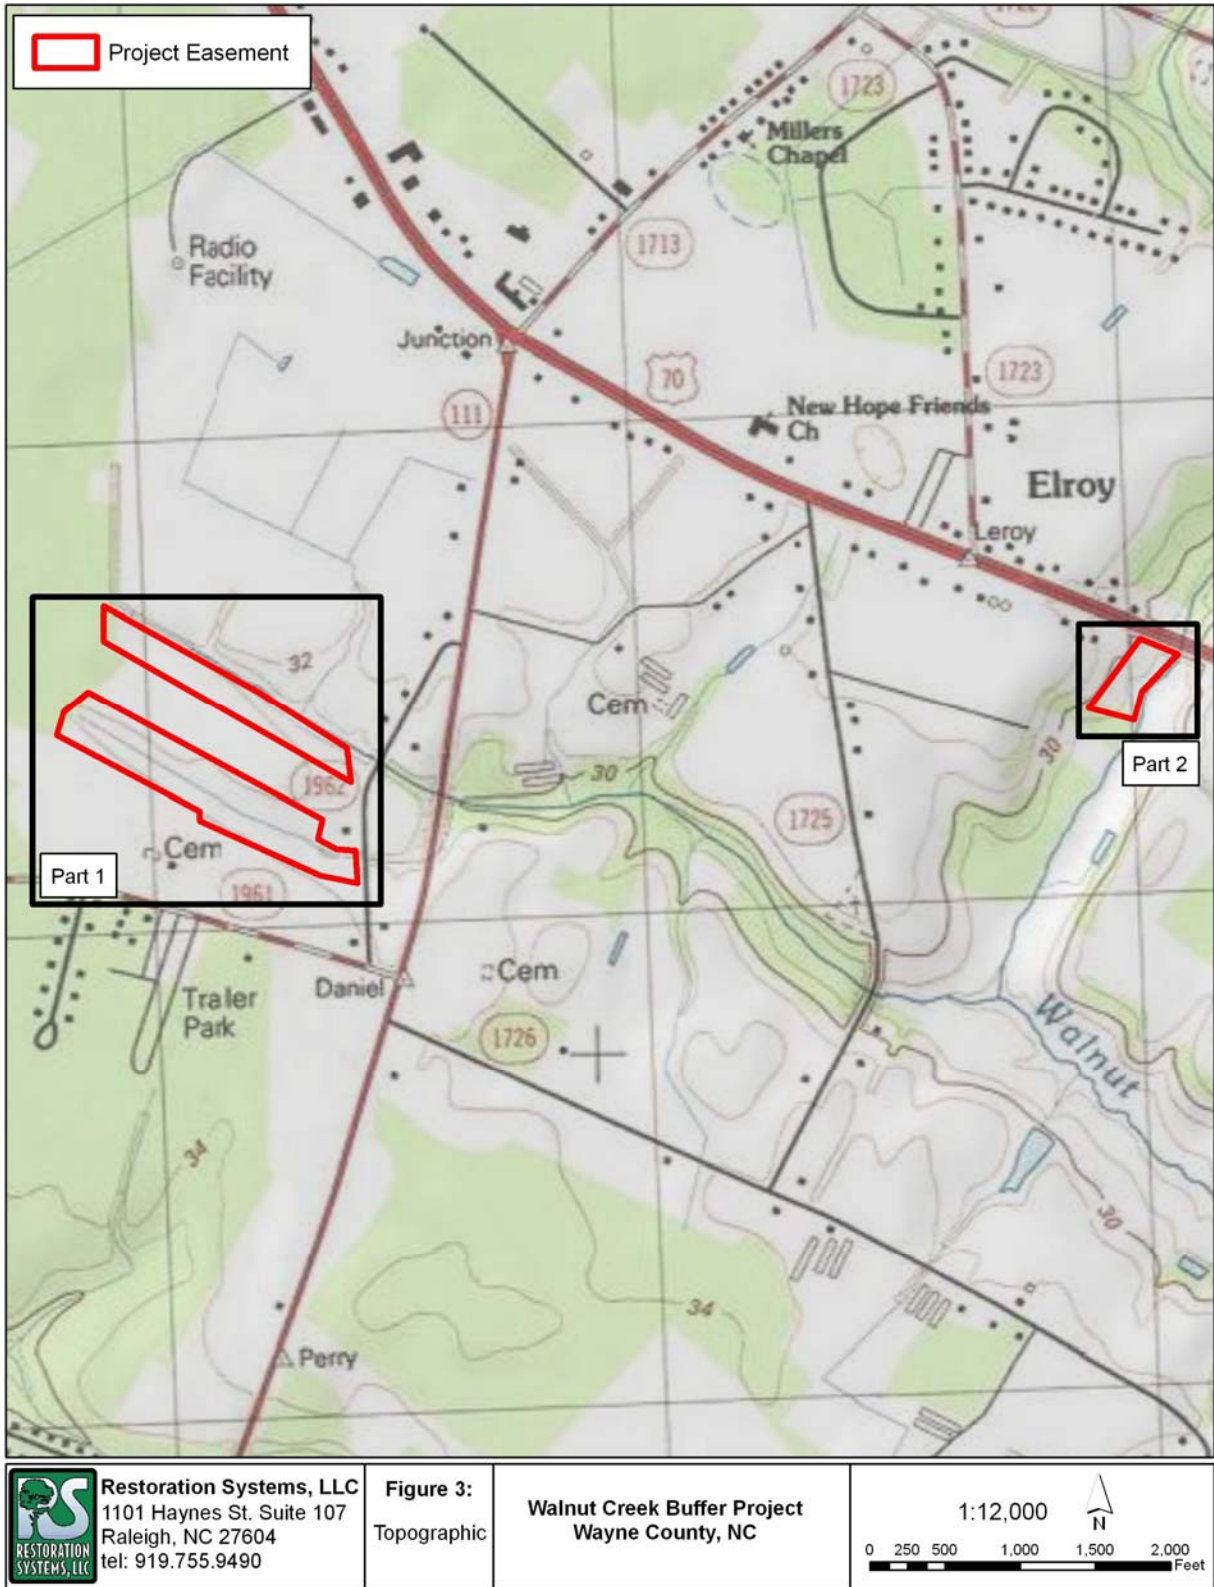 Project Easement
1723
Millers
Chapel
1713
Radio
Facility
Junction
70
1723
111
New Hope Friends
Ch
Elroy
Leroy
32
Cem
30
30
1962
Part 2
1725
Cem
Part 1
1961
Cem
Daniel
Trailer
Park
1726
Walnut
34
30
34
Perry
RS
RESTORATION
SYSTEMS, LLC
Restoration Systems, LLC
1101 Haynes St. Suite 107
Raleigh, NC 27604
tel: 919.755.9490
Figure 3:
Topographic
Walnut Creek Buffer Project
Wayne County, NC
1:12,000
N
0 250 500 1,000 1,500 2,000
Feet